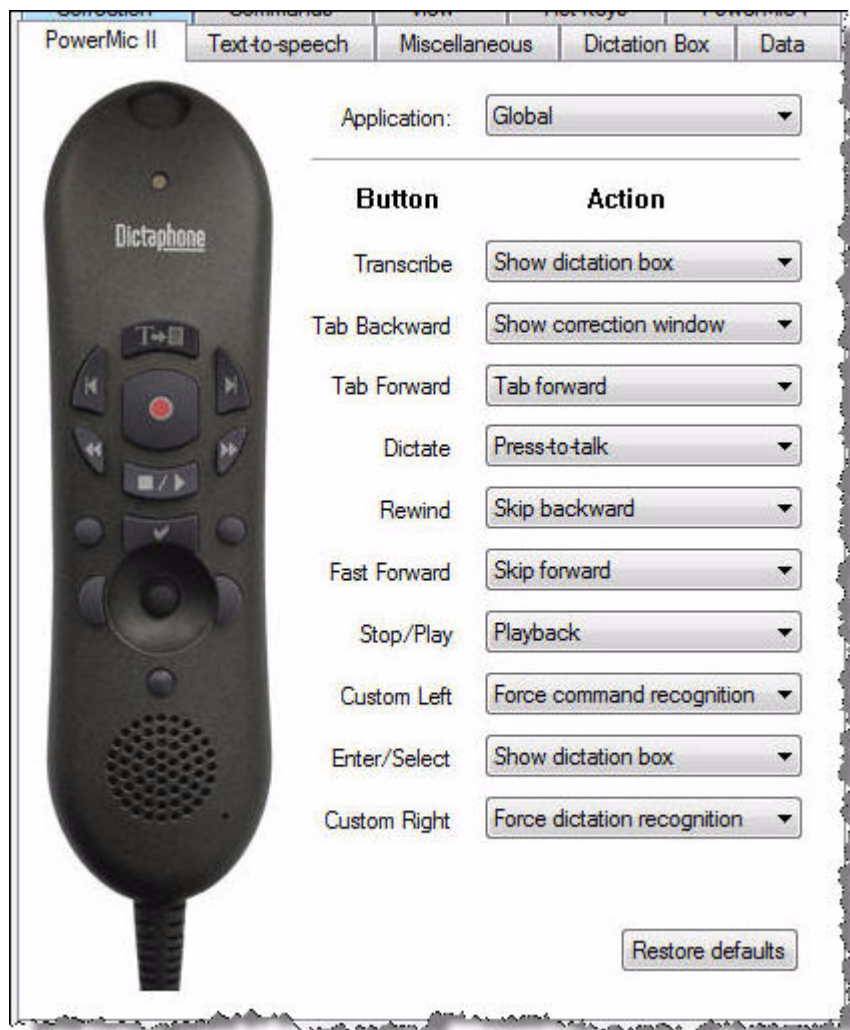 PowerMic II Text-to-speech Miscellaneous Dictation Box Data
Application: Global
Button Action
Dictaphone
Transcribe Show dictation box
Tab Backward Show correction window
T
Tab Forward Tab forward
Dictate Press-to-talk
Rewind Skip backward
Fast Forward Skip forward
Stop/Play Playback
Custom Left Force command recognition
Enter/Select Show dictation box
Custom Right Force dictation recognition
Restore defaults